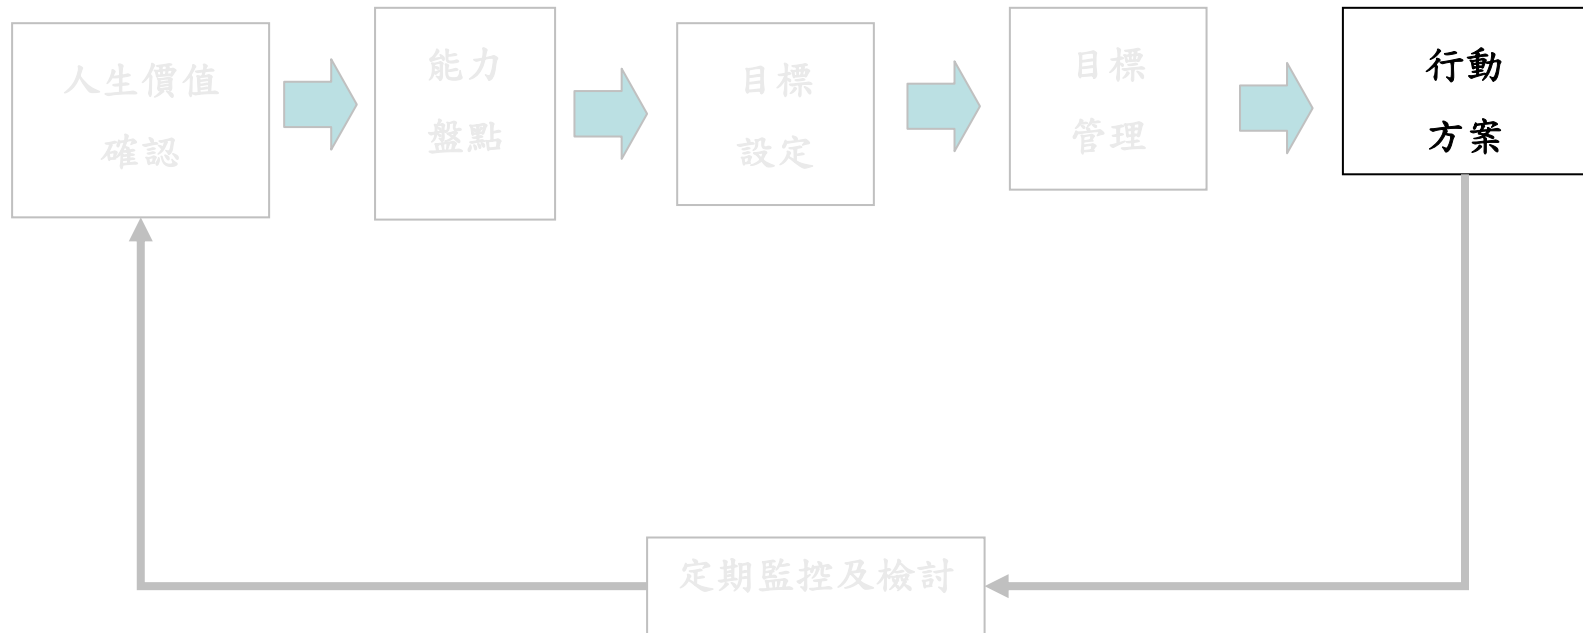 人生價值
確認
能力
盤點
目標
設定
目標
管理
行動
方案
定期監控及檢討